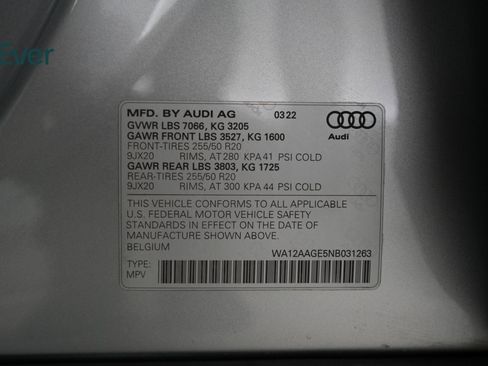 Ever
MFD. BY AUDI AG 03 22
GVWR LBS 7066, KG 3205
GAWR FRONT LBS 3527, KG 1600
FRONT-TIRES 255/50 R20
9JX20 RIMS, AT 280 KPA 41 PSI COLD
GAWR REAR LBS 3803, KG 1725
REAR-TIRES 255/50 R20
9JX20 RIMS, AT 300 KPA 44 PSI COLD
Audi
THIS VEHICLE CONFORMS TO ALL APPLICABLE
U.S. FEDERAL MOTOR VEHICLE SAFETY
STANDARDS IN EFFECT ON THE DATE OF
MANUFACTURE SHOWN ABOVE.
BELGIUM WA12AAGE5NB031263
TYPE:
MPV